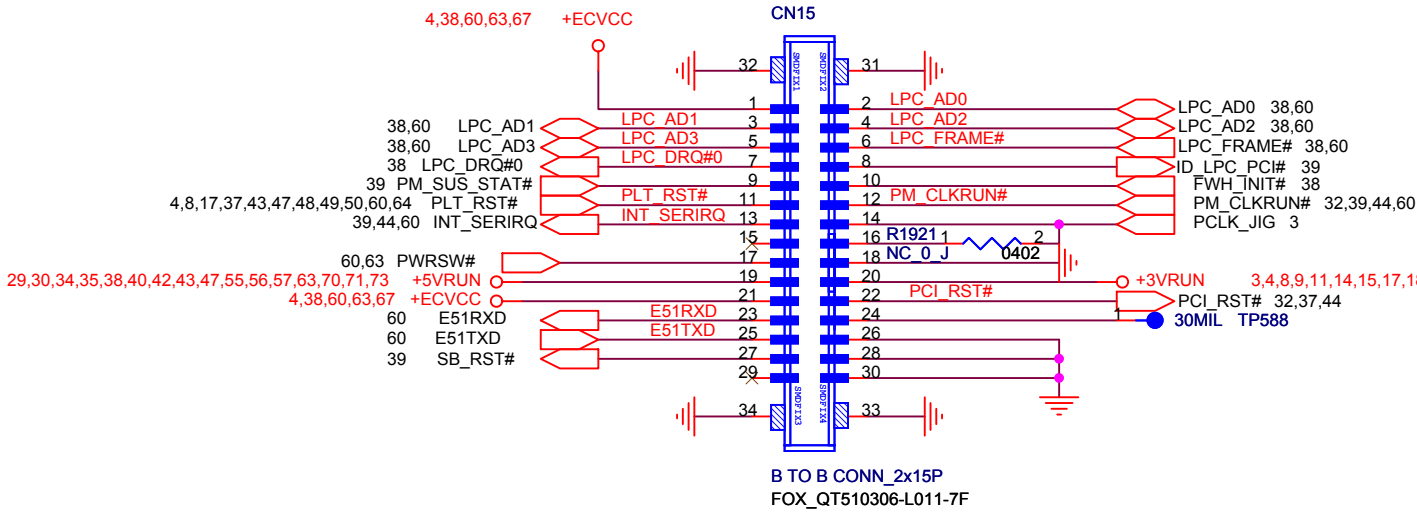 CN15
4,38,60,63,67 +ECVCC
32 SMDFIX1 SMDFIX2 31
1 2 LPC_AD0 LPC_AD0 38,60
38,60 LPC_AD1 LPC_AD1 3 4 LPC_AD2 LPC_AD2 38,60
38,60 LPC_AD3 LPC_AD3 5 6 LPC_FRAME# LPC_FRAME# 38,60
38 LPC_DRQ#0 LPC_DRQ#0 7 8 ID_LPC_PCI# 39
39 PM_SUS_STAT# 9 10 FWH_INIT# 38
4,8,17,37,43,47,48,49,50,60,64 PLT_RST# PLT_RST# 11 12 PM_CLKRUN# PM_CLKRUN# 32,39,44,60
39,44,60 INT_SERIRQ INT_SERIRQ 13 14 PCLK_JIG 3
15 16 R1921 1 2
NC_0_J 0402
60,63 PWRSW# 17 18
29,30,34,35,38,40,42,43,47,55,56,57,63,70,71,73 +5VRUN 19 20 +3VRUN 3,4,8,9,11,14,15,17,18
4,38,60,63,67 +ECVCC 21 22 PCI_RST# PCI_RST# 32,37,44
60 E51RXD E51RXD 23 24 1 30MIL TP588
60 E51TXD E51TXD 25 26
39 SB_RST# 27 28
29 30
34 SMDFIX3 SMDFIX4 33
B TO B CONN_2x15P
FOX_QT510306-L011-7F